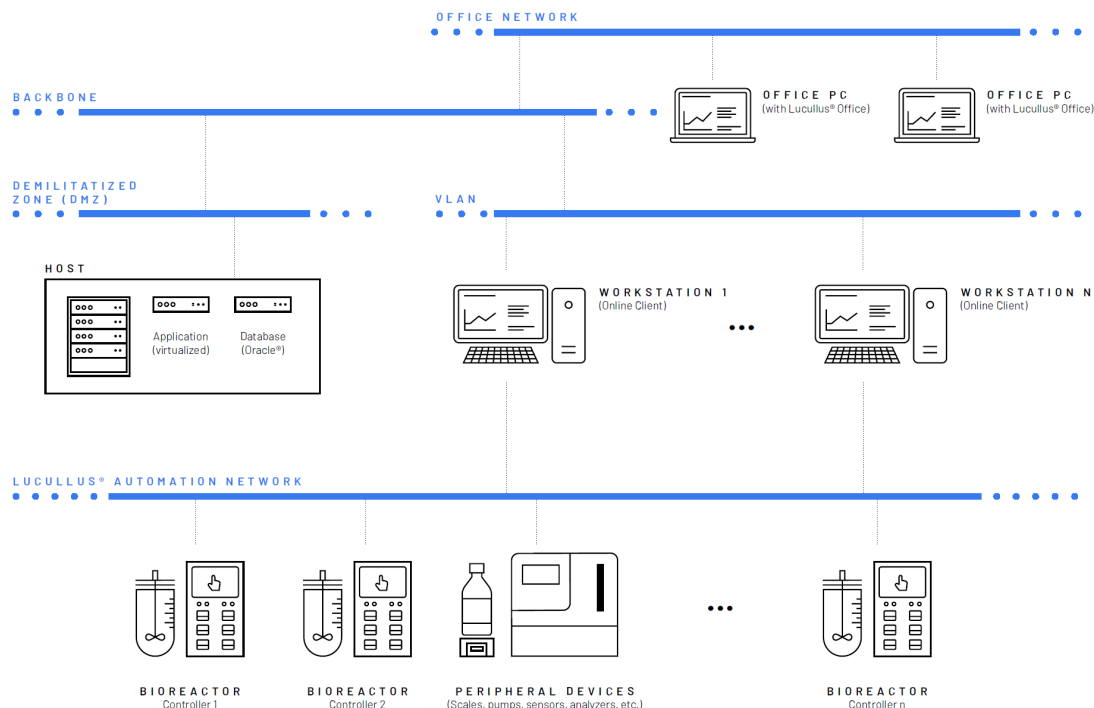 OFFICE NETWORK
BACKBONE
OFFICE PC
(with Lucullus® Office)
OFFICE PC
(with Lucullus® Office)
DEMILITATIZED
ZONE (DMZ)
VLAN
HOST
Application
(virtualized)
Database
(Oracle®)
WORKSTATION 1
(Online Client)
WORKSTATION N
(Online Client)
LUCULLUS® AUTOMATION NETWORK
BIOREACTOR
Controller 1
BIOREACTOR
Controller 2
PERIPHERAL DEVICES
(Scales, pumps, sensors, analyzers, etc.)
BIOREACTOR
Controller n